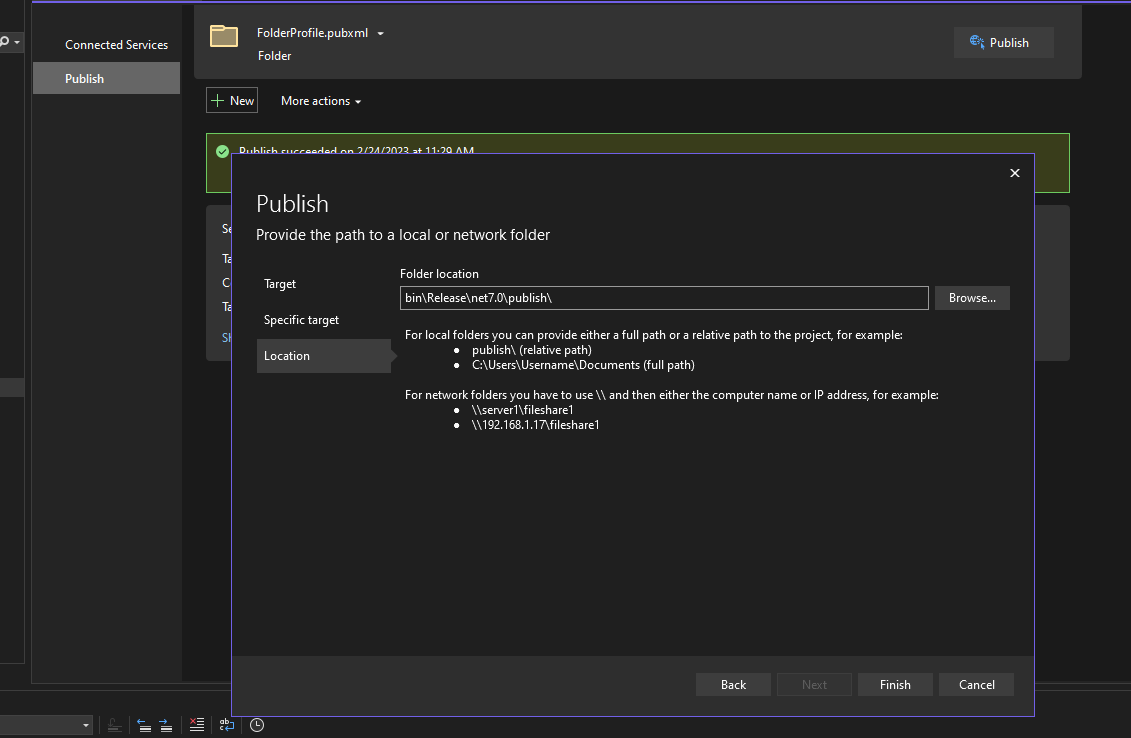 Connected Services
Publish
FolderProfile.pubxml
Folder
Publish
New
More actions
Publish succeeded on 2/24/2023 at 11:29 AM
Publish
Provide the path to a local or network folder
Target
Specific target
Location
Folder location
bin\Release\net7.0\publish\
Browse...
For local folders you can provide either a full path or a relative path to the project, for example:
• publish\ (relative path)
• C:\Users\Username\Documents (full path)
For network folders you have to use \\ and then either the computer name or IP address, for example:
• \\server1\fileshare1
• \\192.168.1.17\fileshare1
Back
Next
Finish
Cancel